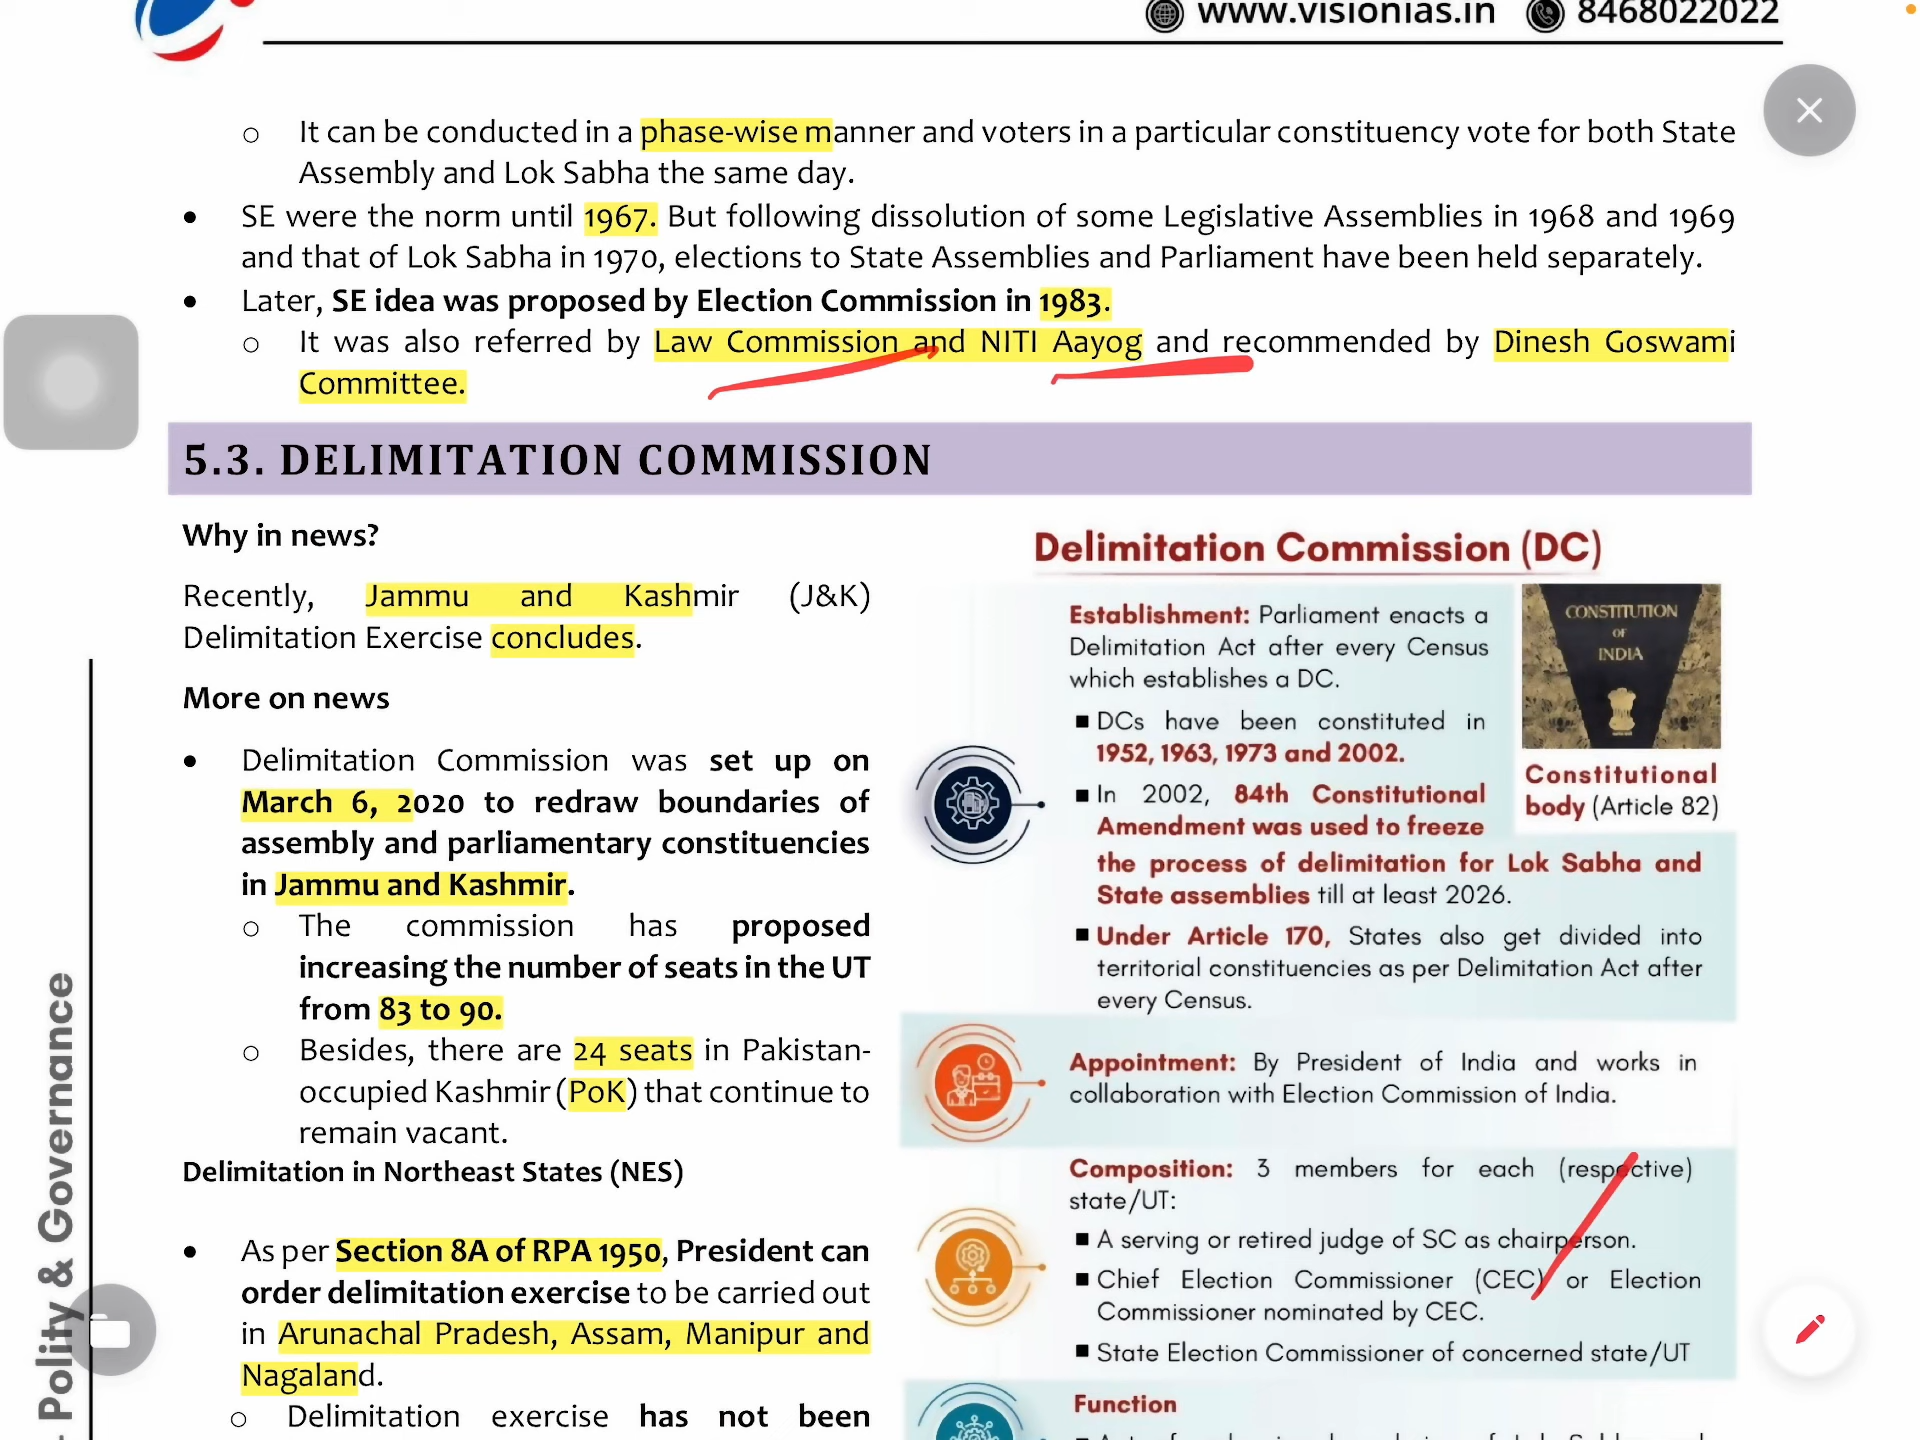 www.visionias.in 8468022022
o It can be conducted in a phase-wise manner and voters in a particular constituency vote for both State
Assembly and Lok Sabha the same day.
• SE were the norm until 1967. But following dissolution of some Legislative Assemblies in 1968 and 1969
and that of Lok Sabha in 1970, elections to State Assemblies and Parliament have been held separately.
• Later, SE idea was proposed by Election Commission in 1983.
o It was also referred by Law Commission and NITI Aayog and recommended by Dinesh Goswami
Committee.
5.3. DELIMITATION COMMISSION
Why in news?
Recently, Jammu and Kashmir (J&K)
Delimitation Exercise concludes.
More on news
• Delimitation Commission was set up on
March 6, 2020 to redraw boundaries of
assembly and parliamentary constituencies
in Jammu and Kashmir.
o The commission has proposed
increasing the number of seats in the UT
from 83 to 90.
o Besides, there are 24 seats in Pakistan-
occupied Kashmir (PoK) that continue to
remain vacant.
Delimitation in Northeast States (NES)
• As per Section 8A of RPA 1950, President can
order delimitation exercise to be carried out
in Arunachal Pradesh, Assam, Manipur and
Nagaland.
o Delimitation exercise has not been
Delimitation Commission (DC)
Establishment: Parliament enacts a
Delimitation Act after every Census
which establishes a DC.
■ DCs have been constituted in
1952, 1963, 1973 and 2002.
■ In 2002, 84th Constitutional
Amendment was used to freeze
the process of delimitation for Lok Sabha and
State assemblies till at least 2026.
■ Under Article 170, States also get divided into
territorial constituencies as per Delimitation Act after
every Census.
CONSTITUTION
OF
INDIA
Constitutional
body (Article 82)
Appointment: By President of India and works in
collaboration with Election Commission of India.
Composition: 3 members for each (respective)
state/UT:
■ A serving or retired judge of SC as chairperson.
■ Chief Election Commissioner (CEC) or Election
Commissioner nominated by CEC.
■ State Election Commissioner of concerned state/UT
Function
Polity & Governance